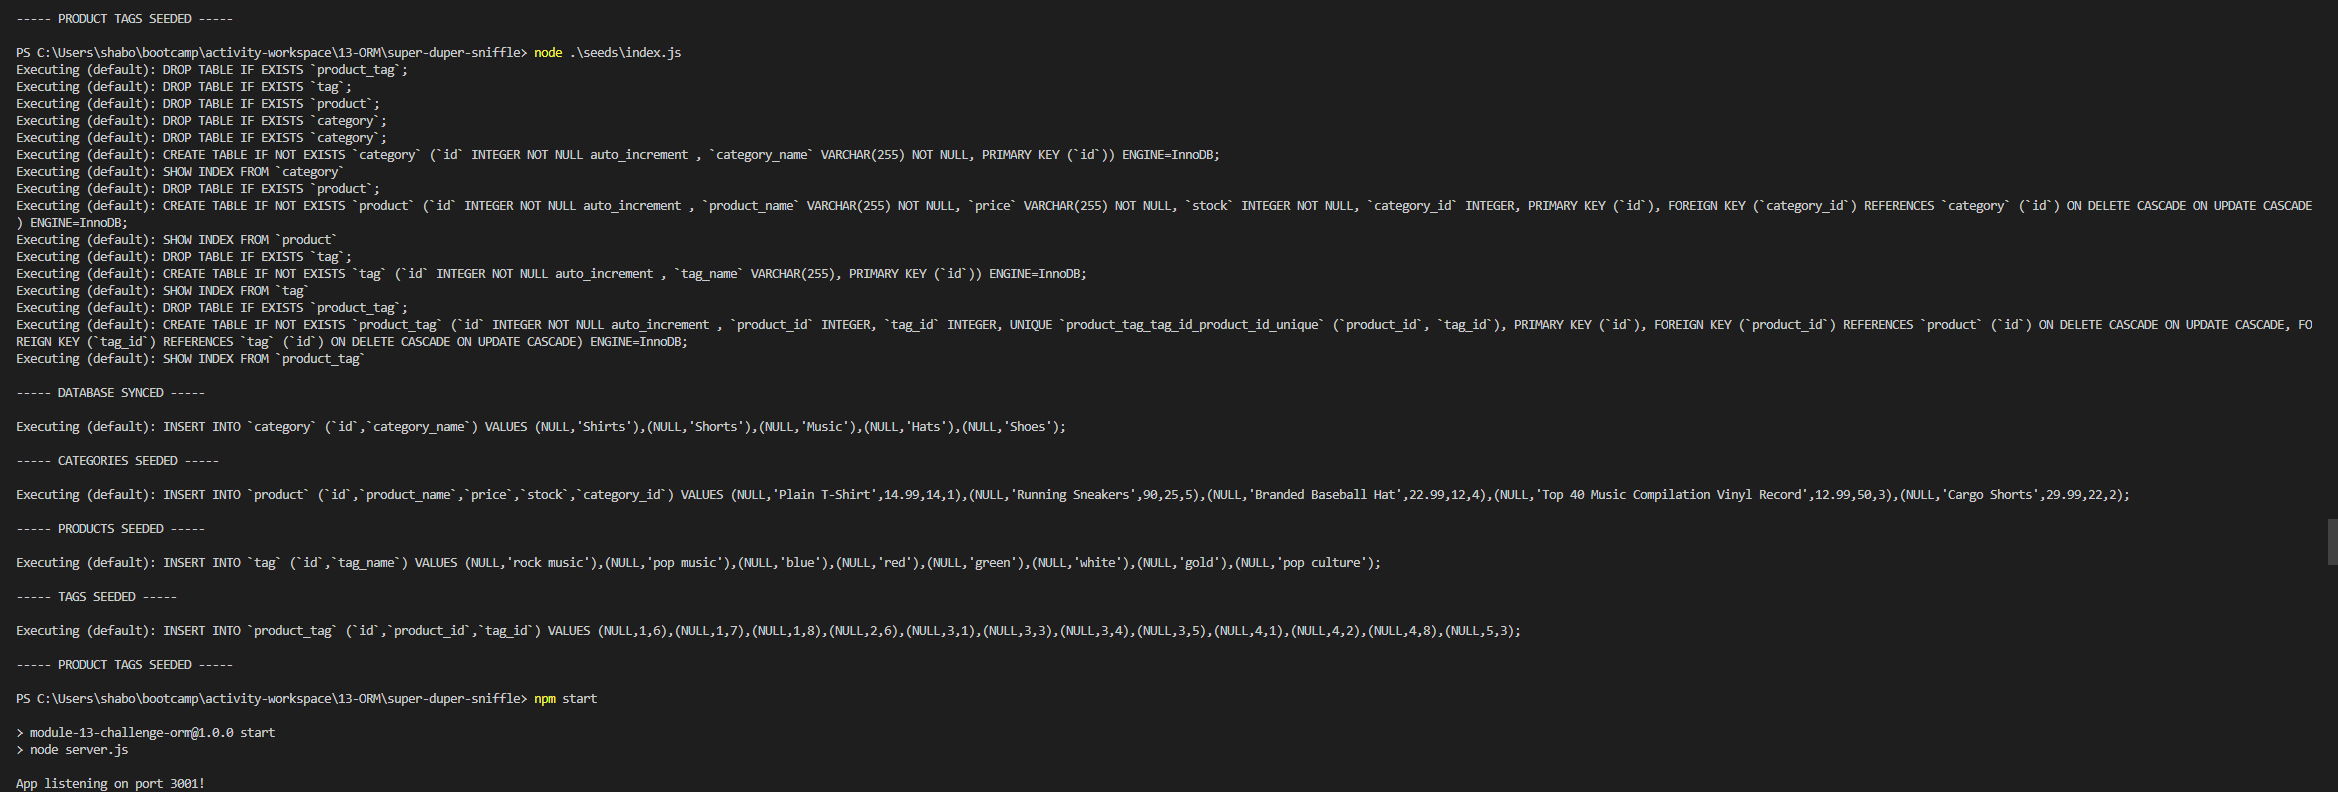 ----- PRODUCT TAGS SEEDED -----
PS C:\Users\shabo\bootcamp\activity-workspace\13-ORM\super-duper-sniffle> node .\seeds\index.js
Executing (default): DROP TABLE IF EXISTS `product_tag`;
Executing (default): DROP TABLE IF EXISTS `tag`;
Executing (default): DROP TABLE IF EXISTS `product`;
Executing (default): DROP TABLE IF EXISTS `category`;
Executing (default): DROP TABLE IF EXISTS `category`;
Executing (default): CREATE TABLE IF NOT EXISTS `category` (`id` INTEGER NOT NULL auto_increment , `category_name` VARCHAR(255) NOT NULL, PRIMARY KEY (`id`)) ENGINE=InnoDB;
Executing (default): SHOW INDEX FROM `category`
Executing (default): DROP TABLE IF EXISTS `product`;
Executing (default): CREATE TABLE IF NOT EXISTS `product` (`id` INTEGER NOT NULL auto_increment , `product_name` VARCHAR(255) NOT NULL, `price` VARCHAR(255) NOT NULL, `stock` INTEGER NOT NULL, `category_id` INTEGER, PRIMARY KEY (`id`), FOREIGN KEY (`category_id`) REFERENCES `category` (`id`) ON DELETE CASCADE ON UPDATE CASCADE
) ENGINE=InnoDB;
Executing (default): SHOW INDEX FROM `product`
Executing (default): DROP TABLE IF EXISTS `tag`;
Executing (default): CREATE TABLE IF NOT EXISTS `tag` (`id` INTEGER NOT NULL auto_increment , `tag_name` VARCHAR(255), PRIMARY KEY (`id`)) ENGINE=InnoDB;
Executing (default): SHOW INDEX FROM `tag`
Executing (default): DROP TABLE IF EXISTS `product_tag`;
Executing (default): CREATE TABLE IF NOT EXISTS `product_tag` (`id` INTEGER NOT NULL auto_increment , `product_id` INTEGER, `tag_id` INTEGER, UNIQUE `product_tag_tag_id_product_id_unique` (`product_id`, `tag_id`), PRIMARY KEY (`id`), FOREIGN KEY (`product_id`) REFERENCES `product` (`id`) ON DELETE CASCADE ON UPDATE CASCADE, FO
REIGN KEY (`tag_id`) REFERENCES `tag` (`id`) ON DELETE CASCADE ON UPDATE CASCADE) ENGINE=InnoDB;
Executing (default): SHOW INDEX FROM `product_tag`
----- DATABASE SYNCED -----
Executing (default): INSERT INTO `category` (`id`,`category_name`) VALUES (NULL,'Shirts'),(NULL,'Shorts'),(NULL,'Music'),(NULL,'Hats'),(NULL,'Shoes');
----- CATEGORIES SEEDED -----
Executing (default): INSERT INTO `product` (`id`,`product_name`,`price`,`stock`,`category_id`) VALUES (NULL,'Plain T-Shirt',14.99,14,1),(NULL,'Running Sneakers',90,25,5),(NULL,'Branded Baseball Hat',22.99,12,4),(NULL,'Top 40 Music Compilation Vinyl Record',12.99,50,3),(NULL,'Cargo Shorts',29.99,22,2);
----- PRODUCTS SEEDED -----
Executing (default): INSERT INTO `tag` (`id`,`tag_name`) VALUES (NULL,'rock music'),(NULL,'pop music'),(NULL,'blue'),(NULL,'red'),(NULL,'green'),(NULL,'white'),(NULL,'gold'),(NULL,'pop culture');
----- TAGS SEEDED -----
Executing (default): INSERT INTO `product_tag` (`id`,`product_id`,`tag_id`) VALUES (NULL,1,6),(NULL,1,7),(NULL,1,8),(NULL,2,6),(NULL,3,1),(NULL,3,3),(NULL,3,4),(NULL,3,5),(NULL,4,1),(NULL,4,2),(NULL,4,8),(NULL,5,3);
----- PRODUCT TAGS SEEDED -----
PS C:\Users\shabo\bootcamp\activity-workspace\13-ORM\super-duper-sniffle> npm start
> module-13-challenge-orm@1.0.0 start
> node server.js
App listening on port 3001!